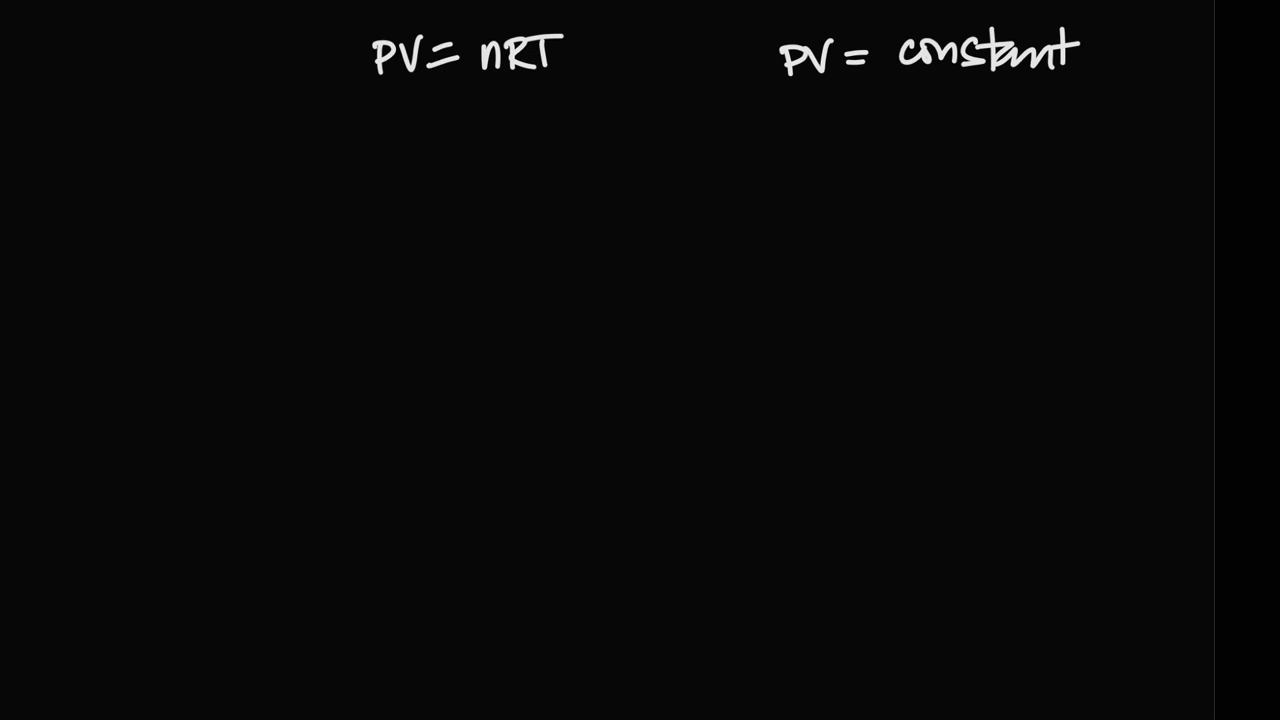 PV = nRT PV = constant